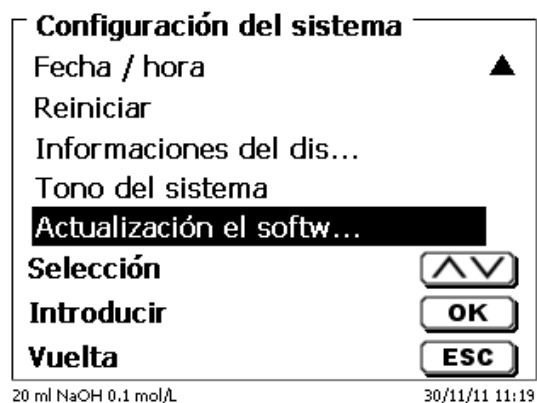 Configuración del sistema
Fecha / hora
Reiniciar
Informaciones del dis...
Tono del sistema
Actualización el softw...
Selección
Introducir OK
Vuelta ESC
20 ml NaOH 0.1 mol/L 30/11/11 11:19